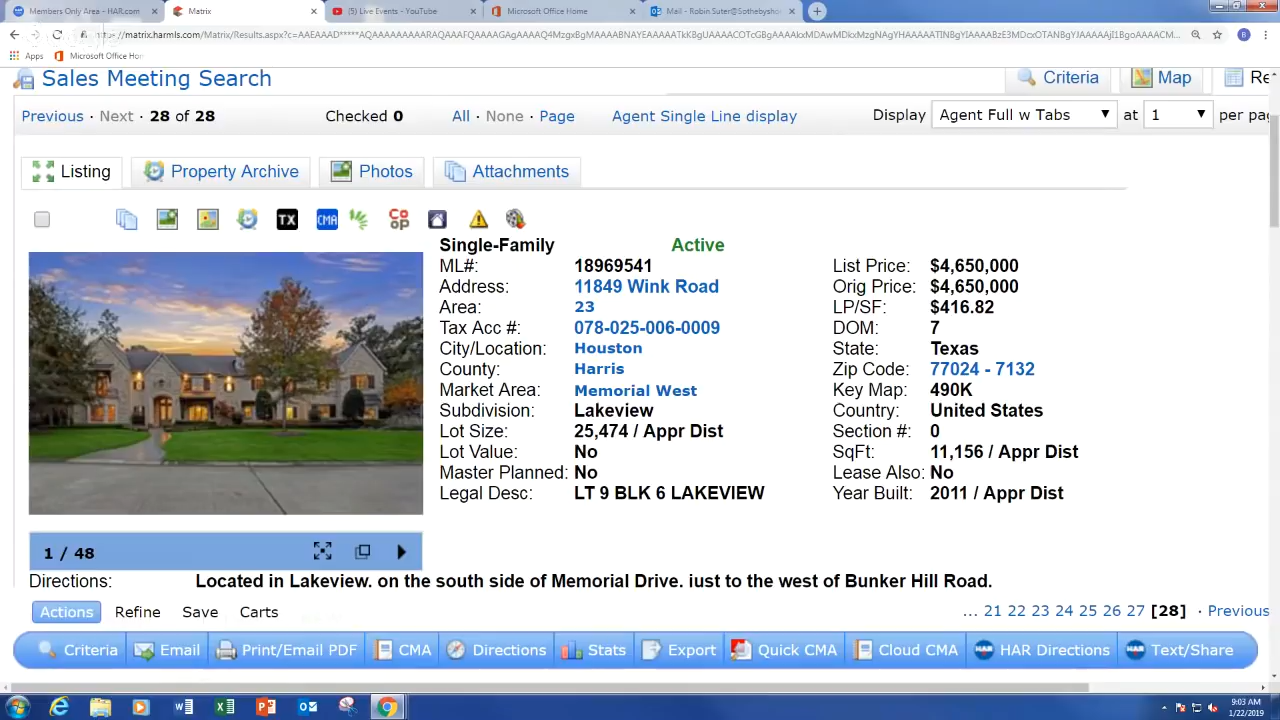 Members Only Area - HAR.com
Matrix
(5) Live Events - YouTube
Microsoft Office Home
Mail - Robin.Suter@Sothebysho
Apps
Microsoft Office Ho
Sales Meeting Search
Criteria
Map
Re
Previous · Next · 28 of 28
Checked 0
All · None · Page
Agent Single Line display
Display Agent Full w Tabs at 1 per pag
Listing
Property Archive
Photos
Attachments
TX
CMA
Co op
Single-Family Active
ML#: 18969541 List Price: $4,650,000
Address: 11849 Wink Road Orig Price: $4,650,000
Area: 23 LP/SF: $416.82
Tax Acc #: 078-025-006-0009 DOM: 7
City/Location: Houston State: Texas
County: Harris Zip Code: 77024 - 7132
Market Area: Memorial West Key Map: 490K
Subdivision: Lakeview Country: United States
Lot Size: 25,474 / Appr Dist Section #: 0
Lot Value: No SqFt: 11,156 / Appr Dist
Master Planned: No Lease Also: No
Legal Desc: LT 9 BLK 6 LAKEVIEW Year Built: 2011 / Appr Dist
1 / 48
Directions: Located in Lakeview. on the south side of Memorial Drive. just to the west of Bunker Hill Road.
Actions Refine Save Carts
... 21 22 23 24 25 26 27 [28] · Previous
Criteria Email Print/Email PDF CMA Directions Stats Export Quick CMA Cloud CMA HAR Directions Text/Share
9:03 AM
1/22/2019